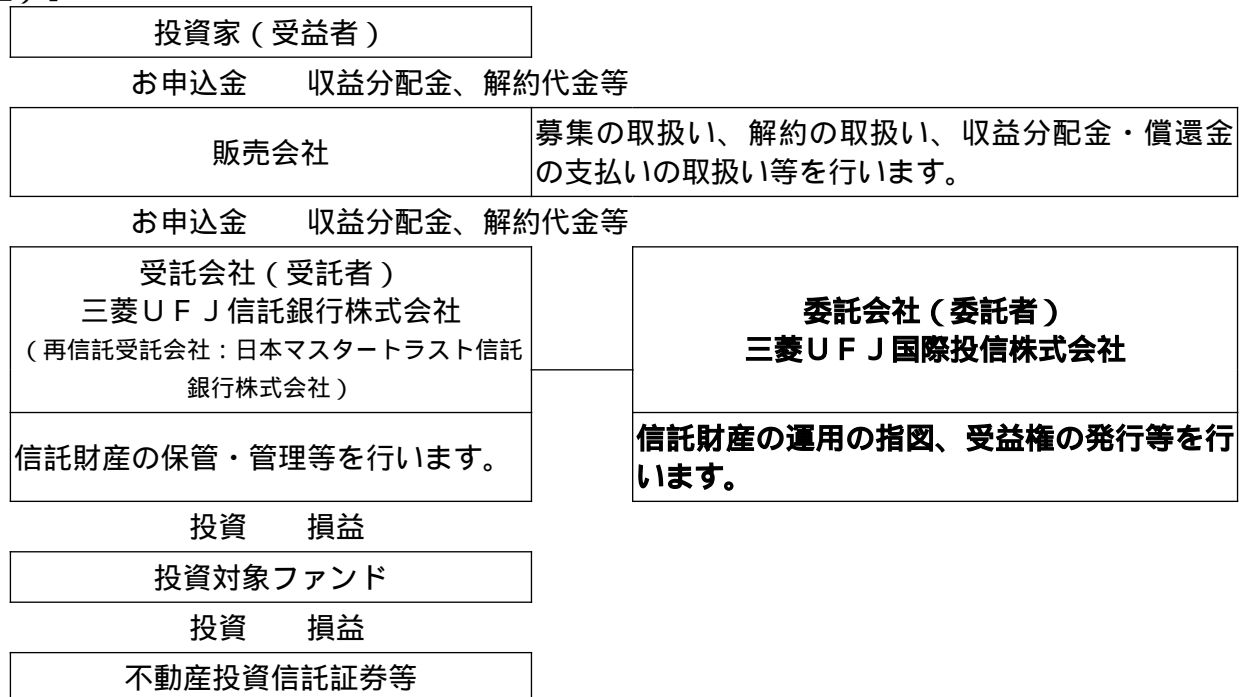 投資家（受益者）
お申込金　　収益分配金、解約代金等
販売会社
募集の取扱い、解約の取扱い、収益分配金・償還金
の支払いの取扱い等を行います。
お申込金　　収益分配金、解約代金等
受託会社（受託者）
三菱ＵＦＪ信託銀行株式会社
（再信託受託会社：日本マスタートラスト信託
銀行株式会社）
委託会社（委託者）
三菱ＵＦＪ国際投信株式会社
信託財産の保管・管理等を行います。
信託財産の運用の指図、受益権の発行等を行
います。
投資　　損益
投資対象ファンド
投資　　損益
不動産投資信託証券等